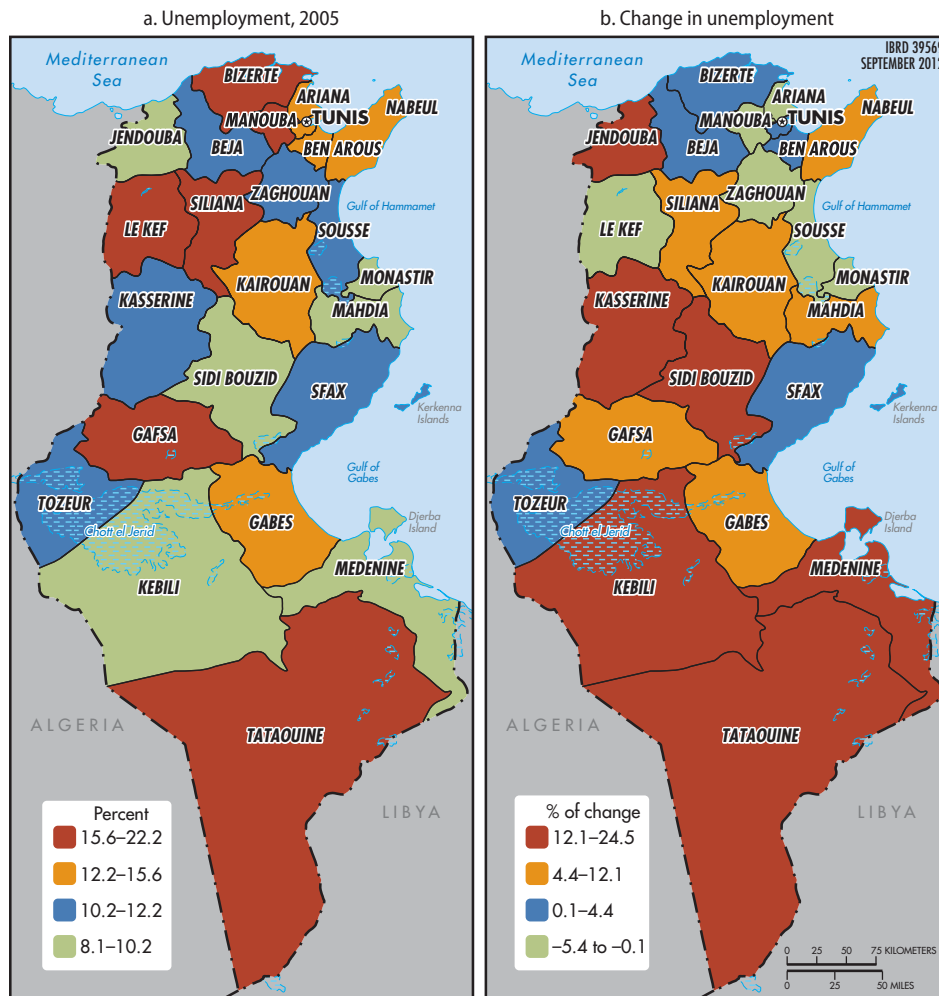 a. Unemployment, 2005
Mediterranean
Sea
BIZERTE
ARIANA
NABEUL
MANOUBA
TUNIS
JENDOUBA
BEJA
BEN AROUS
ZAGHOUAN
SILIANA
Gulf of Hammamet
LE KEF
SOUSSE
KAIROUAN
MONASTIR
KASSERINE
MAHDIA
SIDI BOUZID
SFAX
Kerkenna
Islands
GAFSA
Gulf of
Gabes
TOZEUR
Chott el Jerid
GABES
Djerba
Island
MEDENINE
KEBILI
ALGERIA
TATAOUINE
LIBYA
Percent
15.6–22.2
12.2–15.6
10.2–12.2
8.1–10.2
b. Change in unemployment
IBRD 3956
SEPTEMBER 2012
Mediterranean
Sea
BIZERTE
ARIANA
NABEUL
MANOUBA
TUNIS
JENDOUBA
BEJA
BEN AROUS
ZAGHOUAN
SILIANA
Gulf of Hammamet
LE KEF
SOUSSE
KAIROUAN
MONASTIR
KASSERINE
MAHDIA
SIDI BOUZID
SFAX
Kerkenna
Islands
GAFSA
Gulf of
Gabes
TOZEUR
Chott el Jerid
GABES
Djerba
Island
MEDENINE
KEBILI
ALGERIA
TATAOUINE
LIBYA
% of change
12.1–24.5
4.4–12.1
0.1–4.4
–5.4 to –0.1
0 25 50 75 KILOMETERS
0 25 50 MILES